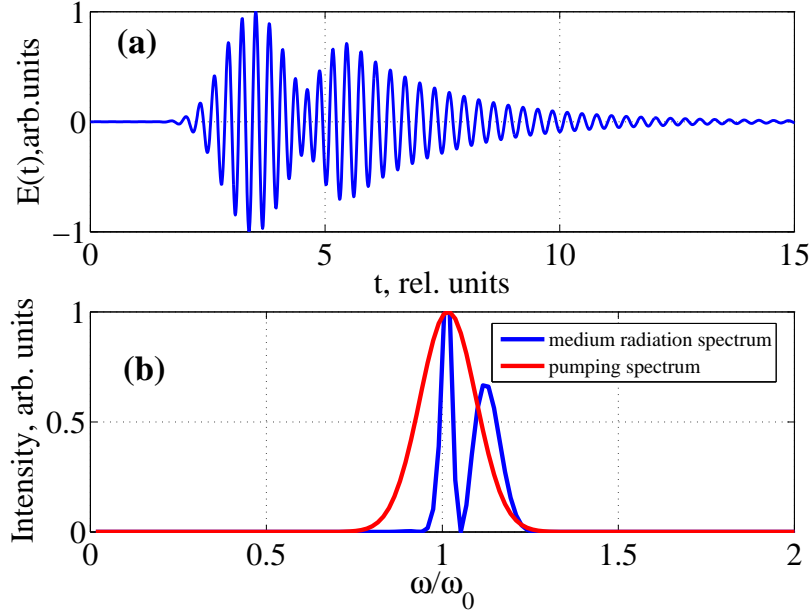 (a)
E(t),arb.units
1
0
−1
0
5
10
15
t, rel. units
(b)
Intensity, arb. units
1
0.5
0
medium radiation spectrum
pumping spectrum
0
0.5
1
1.5
2
ω/ω0